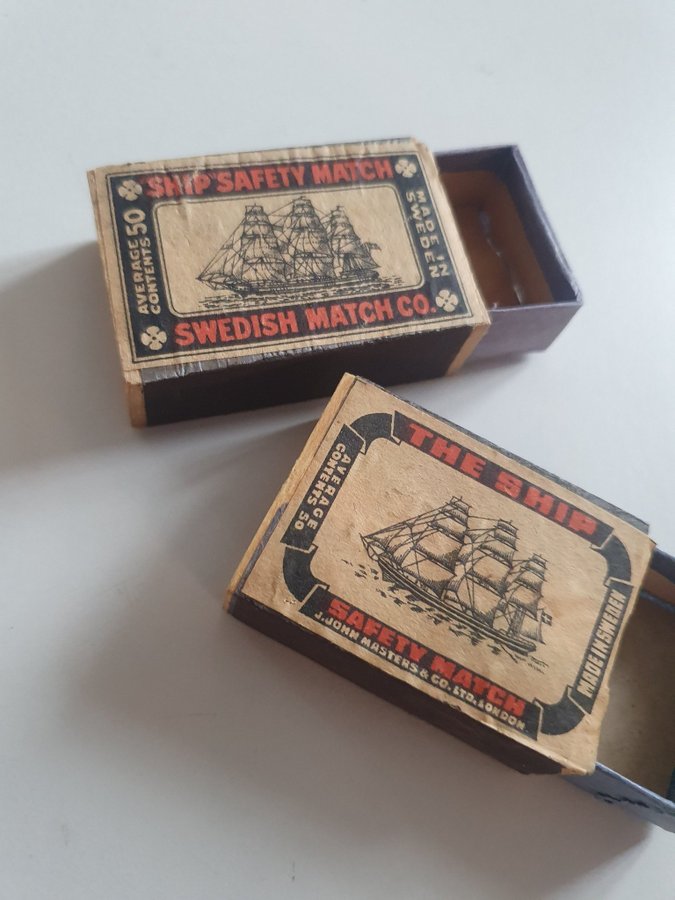 SHIP SAFETY MATCH
AVERAGE 50
CONTENTS
MADE IN
SWEDEN
SWEDISH MATCH CO.
THE SHIP
AVERAGE
CONTENTS 50
MADE IN SWEDEN
SAFETY MATCH
J. JOHN MASTERS & CO. LTD. LONDON